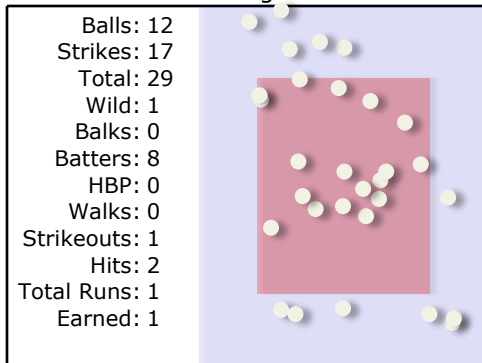 Balls: 12
Strikes: 17
Total: 29
Wild: 1
Balks: 0
Batters: 8
HBP: 0
Walks: 0
Strikeouts: 1
Hits: 2
Total Runs: 1
Earned: 1